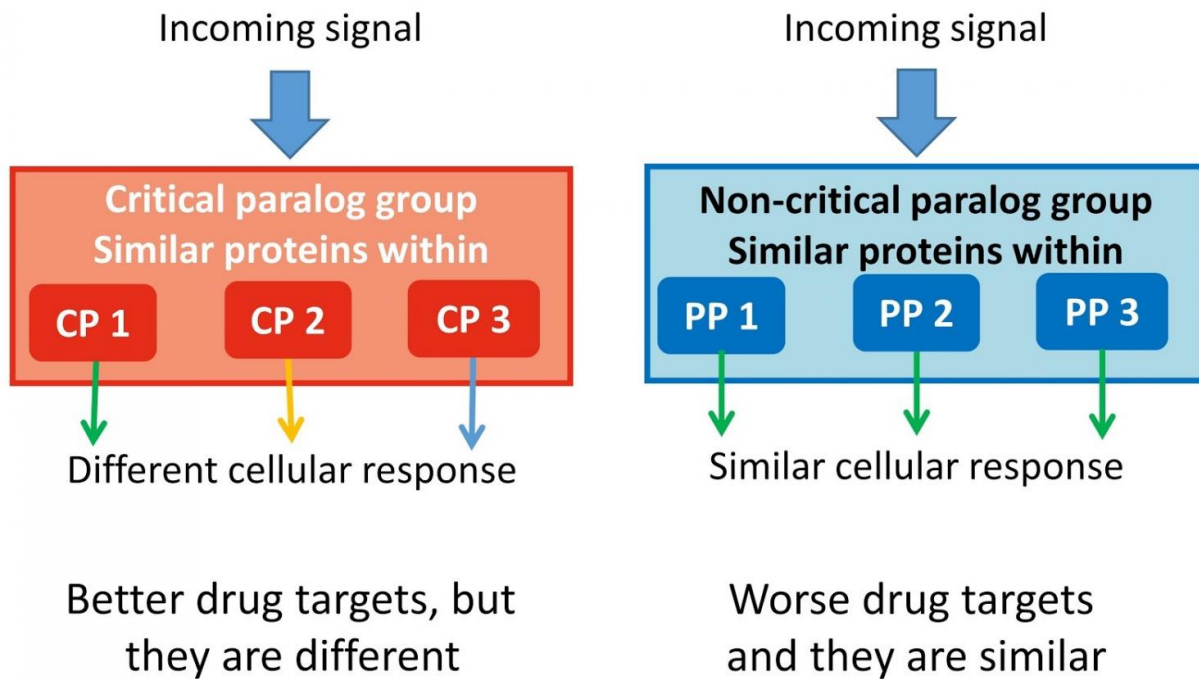 Incoming signal
Critical paralog group
Similar proteins within
CP 1
CP 2
CP 3
Different cellular response
Better drug targets, but
they are different
Incoming signal
Non-critical paralog group
Similar proteins within
PP 1
PP 2
PP 3
Similar cellular response
Worse drug targets
and they are similar